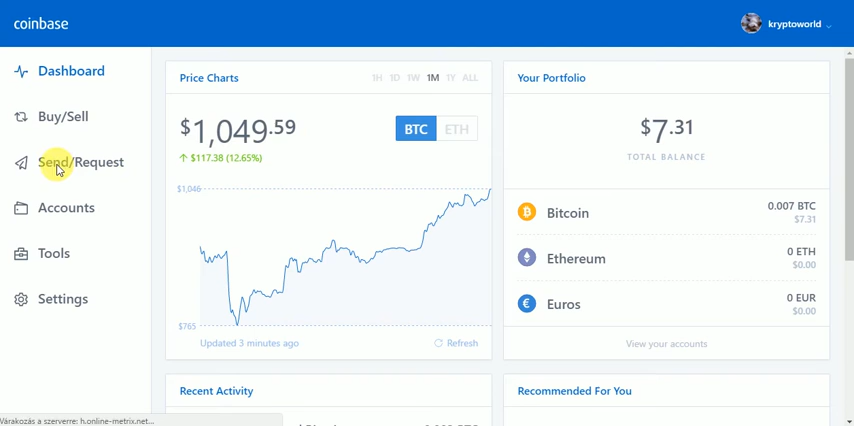 coinbase
kryptoworld
Dashboard
Buy/Sell
Send/Request
Accounts
Tools
Settings
Price Charts
1H 1D 1W 1M 1Y ALL
$1,049.59
BTC ETH
↑ $117.38 (12.65%)
$1,046
$765
Updated 3 minutes ago
Refresh
Your Portfolio
$7.31
TOTAL BALANCE
Bitcoin
0.007 BTC
$7.31
Ethereum
0 ETH
$0.00
Euros
0 EUR
$0.00
View your accounts
Recent Activity
Recommended For You
Várakozás a szerverre: h.online-metrix.net...